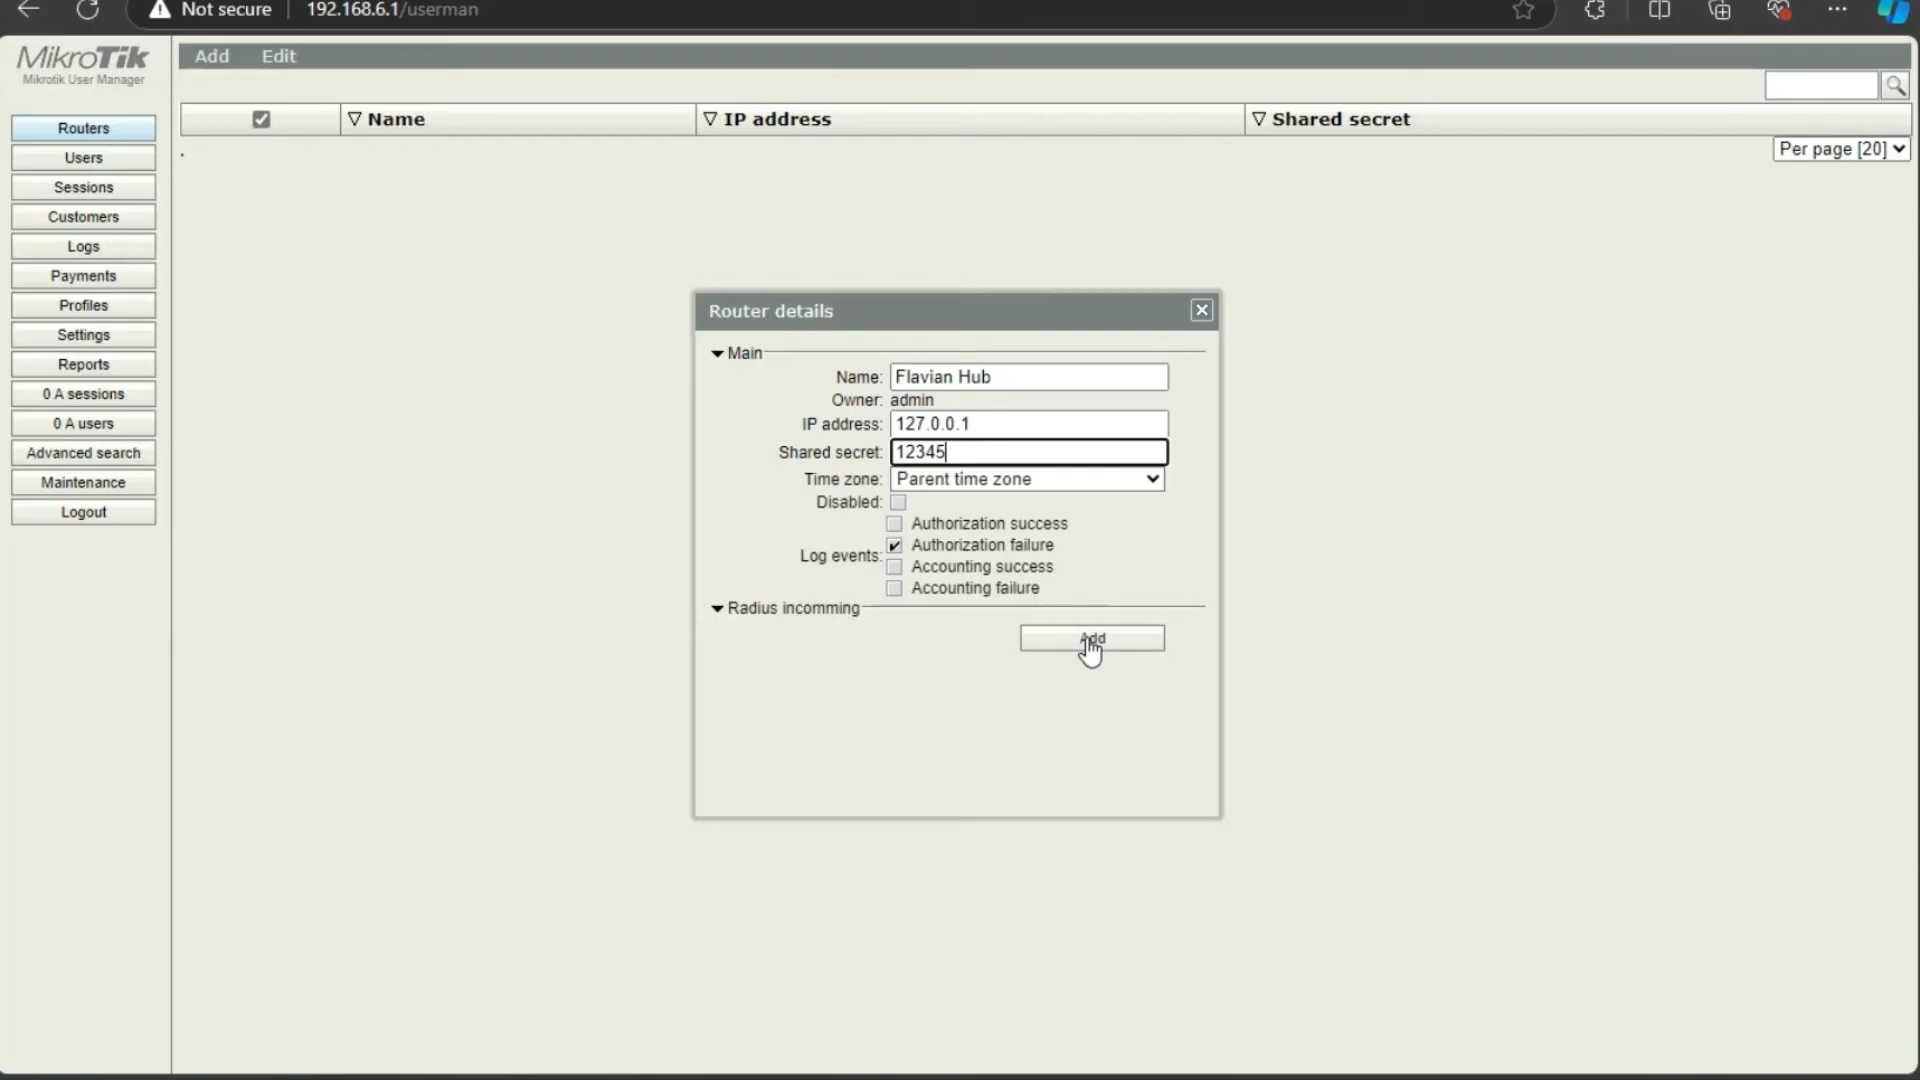 Not secure 192.168.6.1/userman
MikroTik
Mikrotik User Manager
Add Edit
Name IP address Shared secret
Per page [20]
Routers
Users
Sessions
Customers
Logs
Payments
Profiles
Settings
Reports
0 A sessions
0 A users
Advanced search
Maintenance
Logout
Router details
Main
Name: Flavian Hub
Owner: admin
IP address: 127.0.0.1
Shared secret: 12345
Time zone: Parent time zone
Disabled:
Log events:
Authorization success
Authorization failure
Accounting success
Accounting failure
Radius incomming
Add